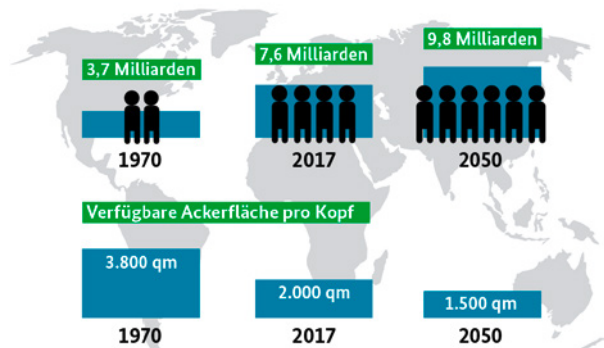 3,7 Milliarden
7,6 Milliarden
9,8 Milliarden
1970
2017
2050
Verfügbare Ackerfläche pro Kopf
3.800 qm
2.000 qm
1.500 qm
1970
2017
2050